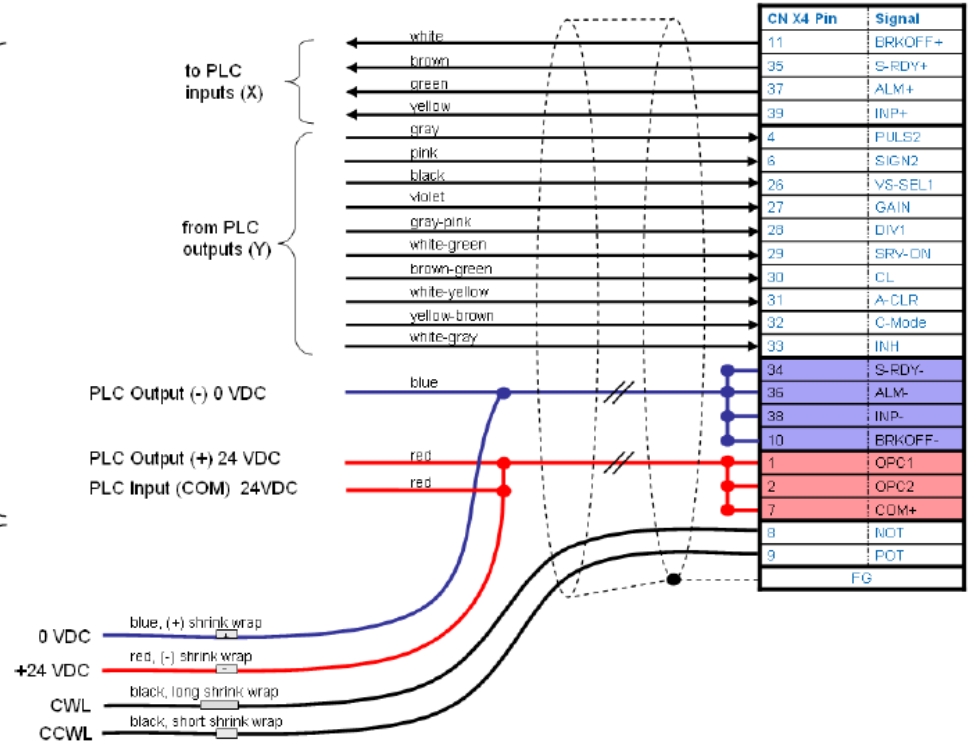 CN X4 Pin Signal
white 11 BRKOFF+
brown 35 S-RDY+
to PLC
inputs (X)
green 37 ALM+
yellow 39 INP+
gray 4 PULS2
pink 6 SIGN2
black 26 VS-SEL1
violet 27 GAIN
from PLC
outputs (Y)
gray-pink 28 DIV1
white-green 29 SRV-ON
brown-green 30 CL
white-yellow 31 A-CLR
yellow-brown 32 C-Mode
white-gray 33 INH
34 S-RDY-
PLC Output (-) 0 VDC blue 36 ALM-
38 INP-
10 BRKOFF-
PLC Output (+) 24 VDC red 1 OPC1
PLC Input (COM) 24VDC red 2 OPC2
7 COM+
8 NOT
9 POT
FG
0 VDC blue, (+) shrink wrap +
+24 VDC red, (-) shrink wrap -
CWL black, long shrink wrap
CCWL black, short shrink wrap